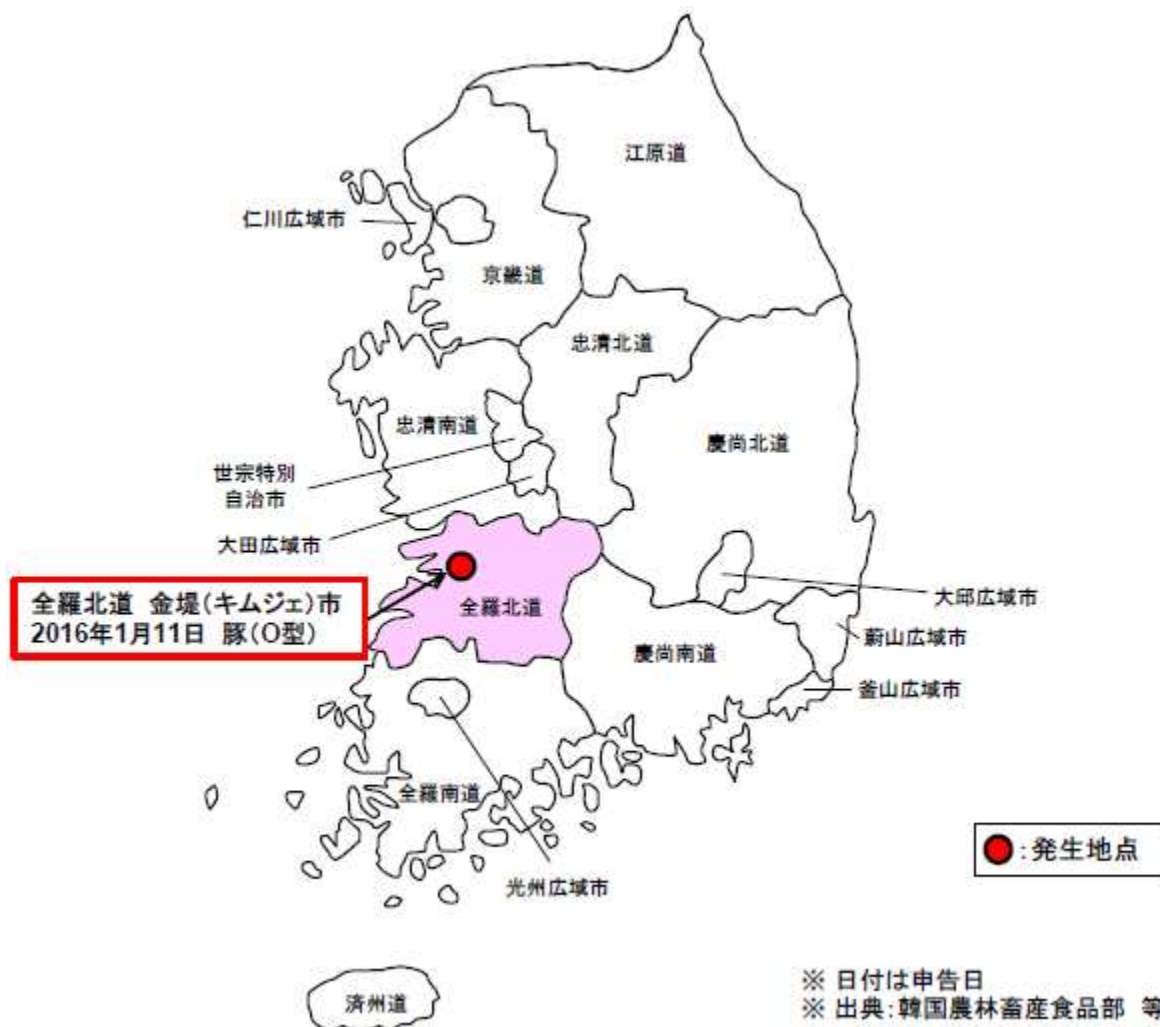 江原道
仁川広域市
京畿道
忠清北道
忠清南道
慶尚北道
世宗特別
自治市
大田広域市
大邱広域市
全羅北道 金堤(キムジェ)市
2016年1月11日 豚(O型)
全羅北道
蔚山広域市
慶尚南道
釜山広域市
全羅南道
:発生地点
光州広域市
済州道
※ 日付は申告日
※ 出典:韓国農林畜産食品部 等